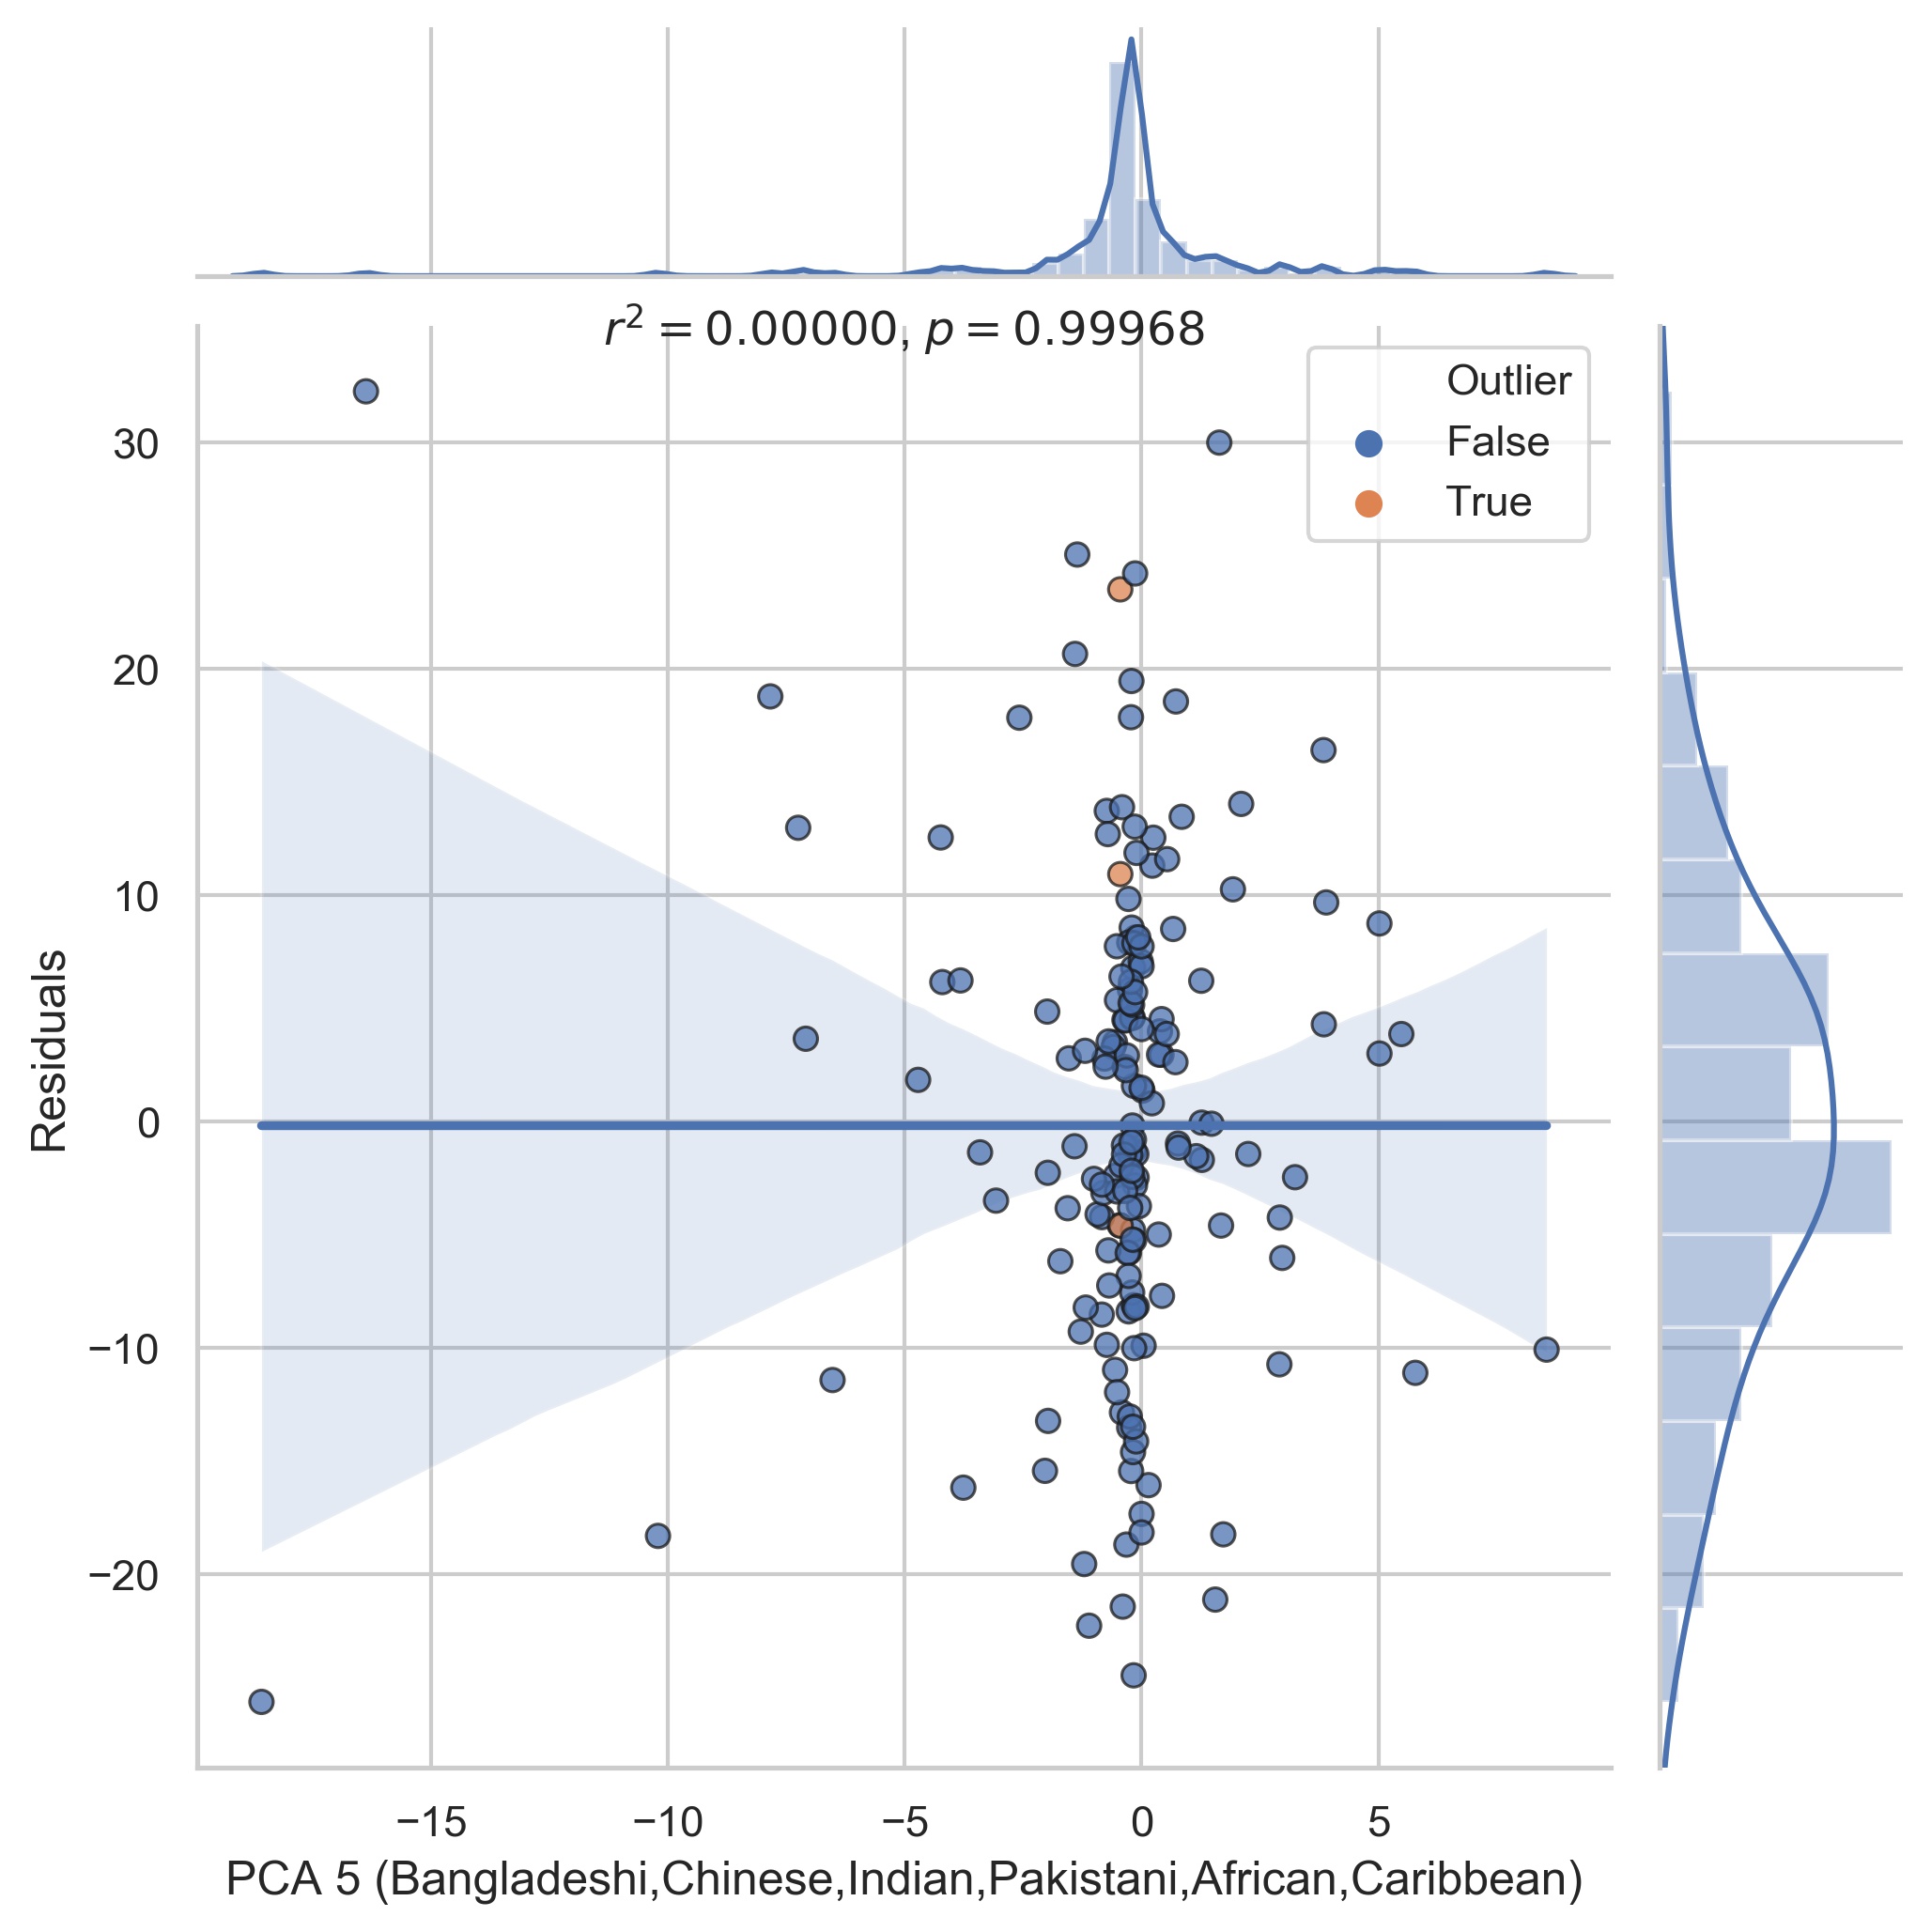 r² = 0.00000, p = 0.99968
Outlier
False
True
30
20
10
0
−10
−20
Residuals
−15 −10 −5 0 5
PCA 5 (Bangladeshi,Chinese,Indian,Pakistani,African,Caribbean)